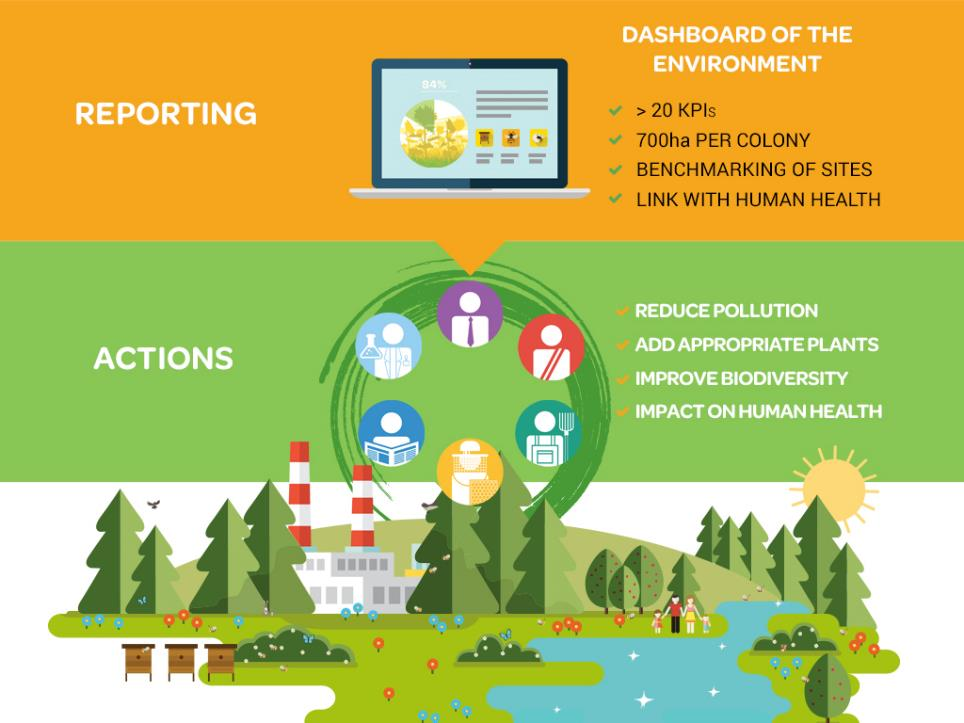 DASHBOARD OF THE
ENVIRONMENT
REPORTING
84%
> 20 KPIs
700ha PER COLONY
BENCHMARKING OF SITES
LINK WITH HUMAN HEALTH
ACTIONS
REDUCE POLLUTION
ADD APPROPRIATE PLANTS
IMPROVE BIODIVERSITY
IMPACT ON HUMAN HEALTH